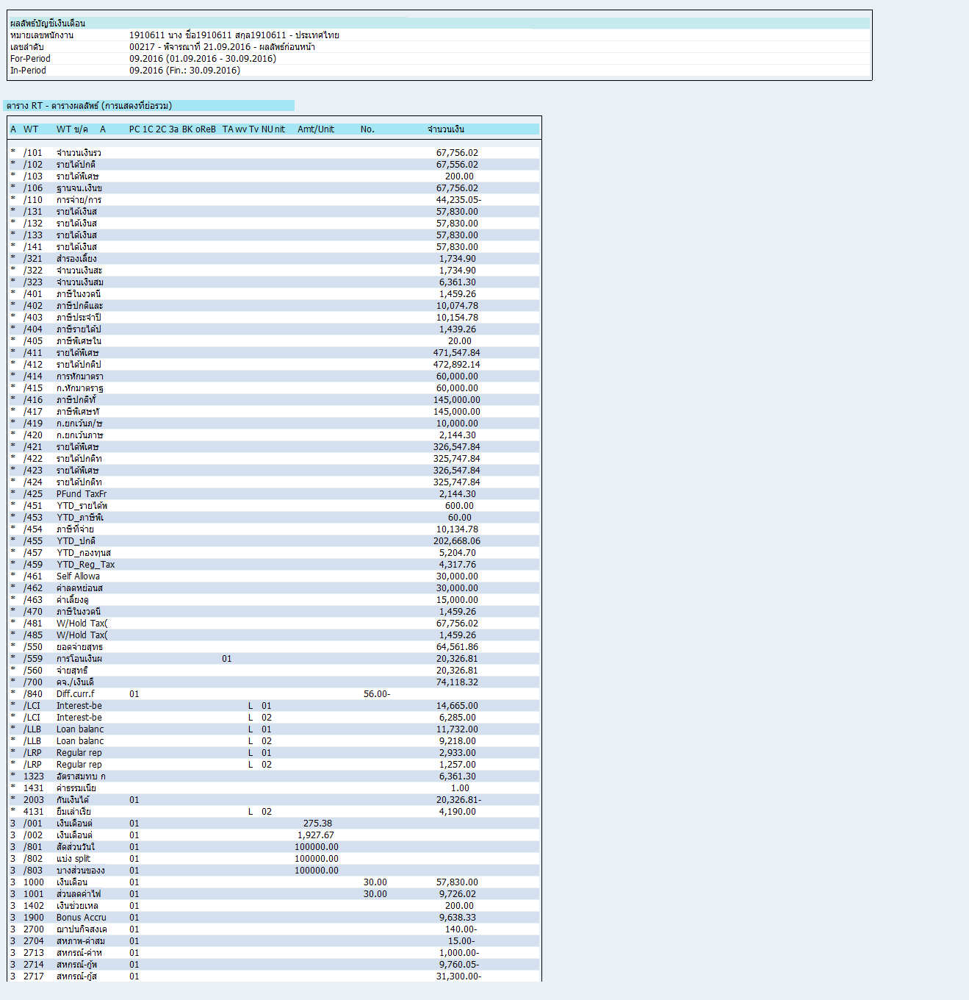 ผลลัพธ์บัญชีเงินเดือน
หมายเลขพนักงาน 1910611 นาง ชื่อ1910611 สกุล1910611 - ประเทศไทย
เลขลำดับ 00217 - พิจารณาที่ 21.09.2016 - ผลลัพธ์ก่อนหน้า
For-Period 09.2016 (01.09.2016 - 30.09.2016)
In-Period 09.2016 (Fin.: 30.09.2016)
ตาราง RT - ตารางผลลัพธ์ (การแสดงที่ย่อรวม)
A WT WT ข/ค A PC 1C 2C 3a BK oReB TA wv Tv NU nit Amt/Unit No. จำนวนเงิน
* /101 จำนวนเงินรว 67,756.02
* /102 รายได้ปกติ 67,556.02
* /103 รายได้พิเศษ 200.00
* /106 ฐานจน.เงินข 67,756.02
* /110 การจ่าย/การ 44,235.05-
* /131 รายได้เงินส 57,830.00
* /132 รายได้เงินส 57,830.00
* /133 รายได้เงินส 57,830.00
* /141 รายได้เงินส 57,830.00
* /321 สำรองเลี้ยง 1,734.90
* /322 จำนวนเงินสะ 1,734.90
* /323 จำนวนเงินสม 6,361.30
* /401 ภาษีในงวดนี้ 1,459.26
* /402 ภาษีปกติและ 10,074.78
* /403 ภาษีประจำปี 10,154.78
* /404 ภาษีรายได้ป 1,439.26
* /405 ภาษีพิเศษใน 20.00
* /411 รายได้พิเศษ 471,547.84
* /412 รายได้ปกติป 472,892.14
* /414 การหักมาตรา 60,000.00
* /415 ก.หักมาตราฐ 60,000.00
* /416 ภาษีปกติทั้ 145,000.00
* /417 ภาษีพิเศษทั 145,000.00
* /419 ก.ยกเว้นภ/ษ 10,000.00
* /420 ก.ยกเว้นภาษ 2,144.30
* /421 รายได้พิเศษ 326,547.84
* /422 รายได้ปกติท 325,747.84
* /423 รายได้พิเศษ 326,547.84
* /424 รายได้ปกติท 325,747.84
* /425 PFund TaxFr 2,144.30
* /451 YTD_รายได้พ 600.00
* /453 YTD_ภาษีพิเ 60.00
* /454 ภาษีที่จ่าย 10,134.78
* /455 YTD_ปกติ 202,668.06
* /457 YTD_กองทุนส 5,204.70
* /459 YTD_Reg_Tax 4,317.76
* /461 Self Allowa 30,000.00
* /462 ค่าลดหย่อนส 30,000.00
* /463 ค่าเลี้ยงดู 15,000.00
* /470 ภาษีในงวดนี้ 1,459.26
* /481 W/Hold Tax( 67,756.02
* /485 W/Hold Tax( 1,459.26
* /550 ยอดจ่ายสุทธ 64,561.86
* /559 การโอนเงินผ 01 20,326.81
* /560 จ่ายสุทธิ 20,326.81
* /700 คจ./เงินเดื 74,118.32
* /840 Diff.curr.f 01 56.00-
* /LCI Interest-be L 01 14,665.00
* /LCI Interest-be L 02 6,285.00
* /LLB Loan balanc L 01 11,732.00
* /LLB Loan balanc L 02 9,218.00
* /LRP Regular rep L 01 2,933.00
* /LRP Regular rep L 02 1,257.00
* 1323 อัตราสมทบ ก 6,361.30
* 1431 ค่าธรรมเนีย 1.00
* 2003 กันเงินได้ 01 20,326.81-
* 4131 ยืมเล่าเรีย L 02 4,190.00
3 /001 เงินเดือนต่ 01 275.38
3 /002 เงินเดือนต่ 01 1,927.67
3 /801 สัดส่วนวันใ 01 100000.00
3 /802 แบ่ง split 01 100000.00
3 /803 บางส่วนของง 01 100000.00
3 1000 เงินเดือน 01 30.00 57,830.00
3 1001 ส่วนลดค่าไฟ 01 30.00 9,726.02
3 1402 เงินช่วยเหล 01 200.00
3 1900 Bonus Accru 01 9,638.33
3 2700 ฌาปนกิจสงเค 01 140.00-
3 2704 สหภาพ-ค่าสม 01 15.00-
3 2713 สหกรณ์-ค่าห 01 1,000.00-
3 2714 สหกรณ์-กู้พ 01 9,760.05-
3 2717 สหกรณ์-กู้ส 01 31,300.00-